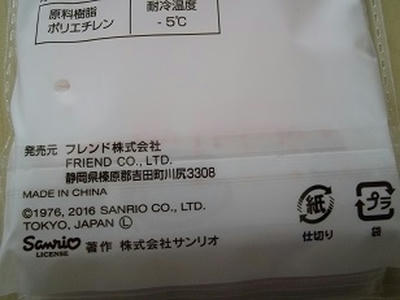 原料樹脂 耐冷温度
ポリエチレン -5℃
発売元 フレンド株式会社
FRIEND CO., LTD.
静岡県榛原郡吉田町川尻3308
MADE IN CHINA
©1976, 2016 SANRIO CO., LTD.
TOKYO, JAPAN Ⓛ
Sanrio
LICENSE
著作 株式会社サンリオ
紙
仕切り
プラ
袋